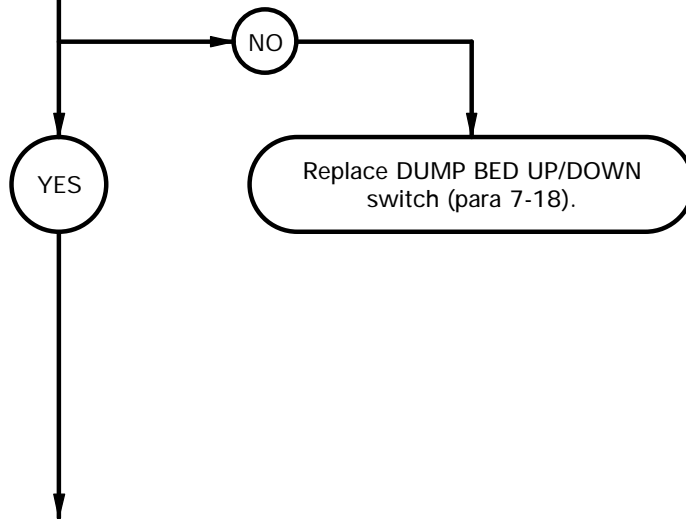 NO
YES
Replace DUMP BED UP/DOWN
switch (para 7-18).